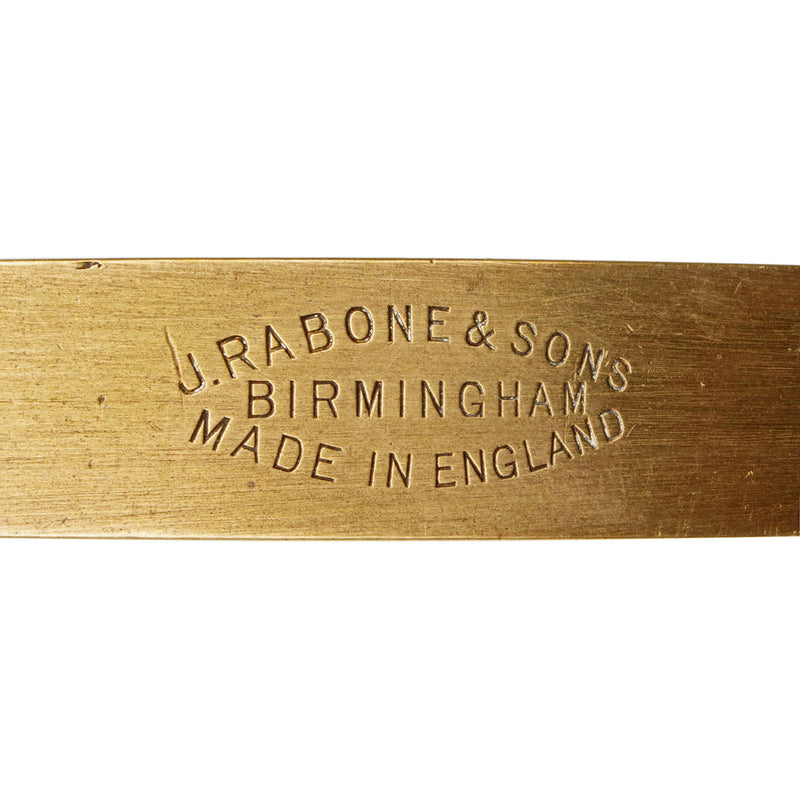 J. RABONE & SONS
BIRMINGHAM
MADE IN ENGLAND